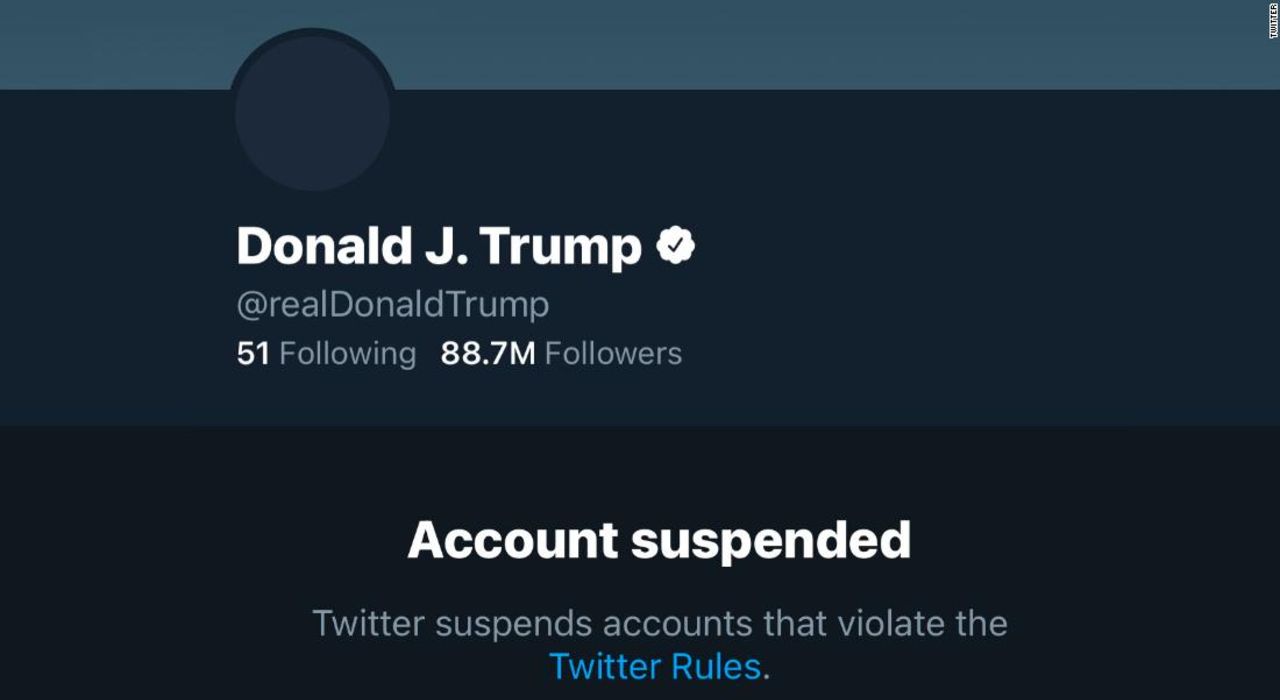 TWITTER
Donald J. Trump
@realDonaldTrump
51 Following 88.7M Followers
Account suspended
Twitter suspends accounts that violate the
Twitter Rules.